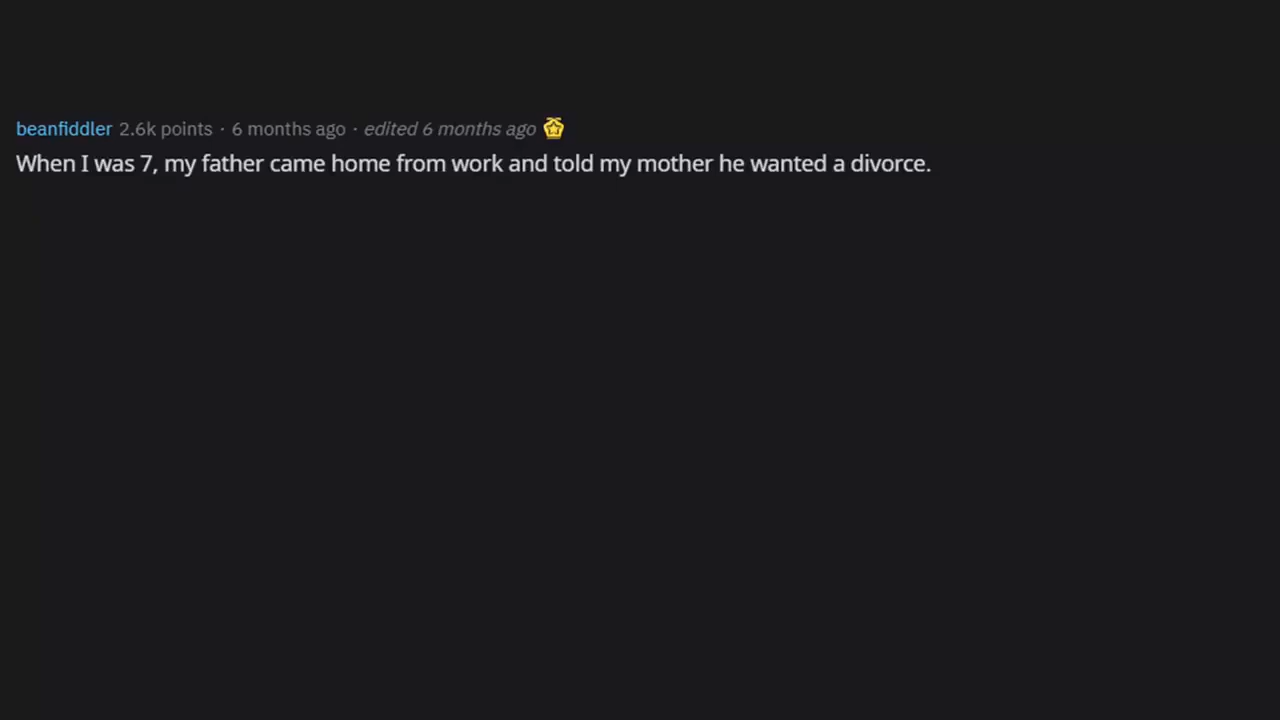 beanfiddler 2.6k points · 6 months ago · edited 6 months ago
When I was 7, my father came home from work and told my mother he wanted a divorce.